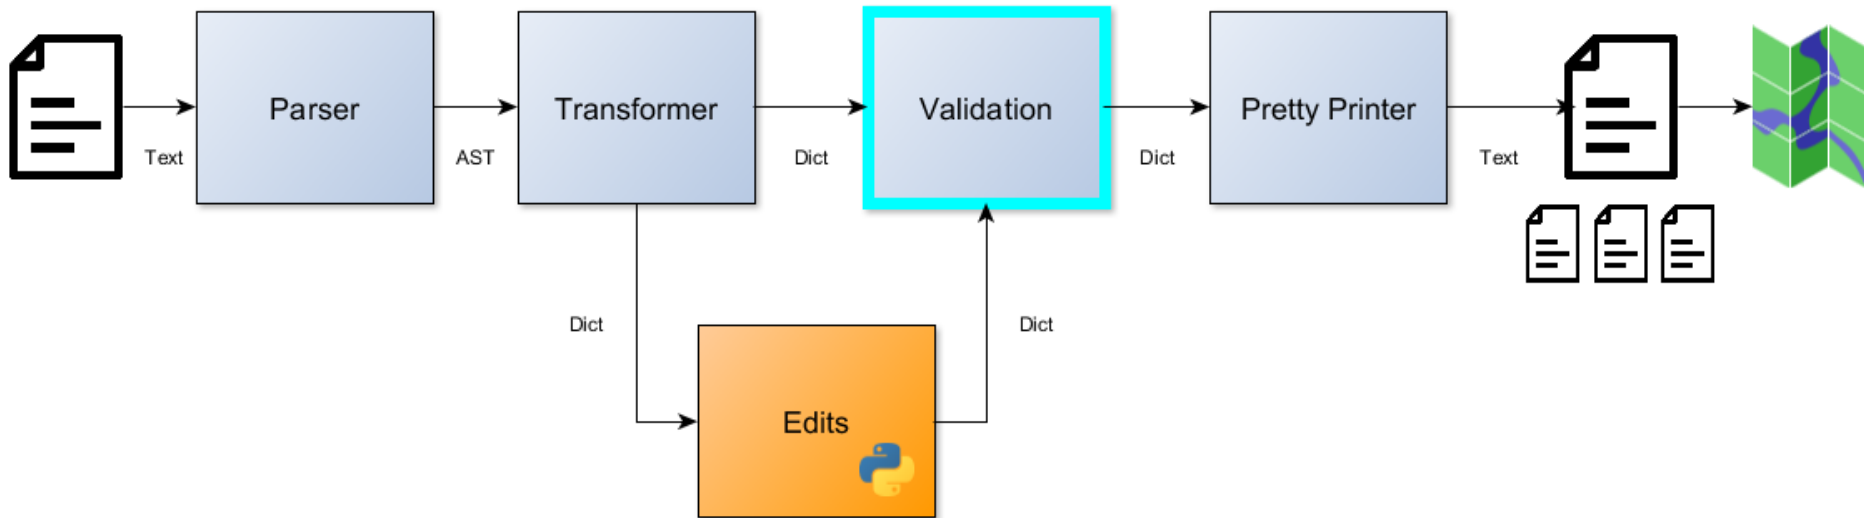 Parser
Transformer
Validation
Pretty Printer
Text
AST
Dict
Dict
Text
Dict
Dict
Edits